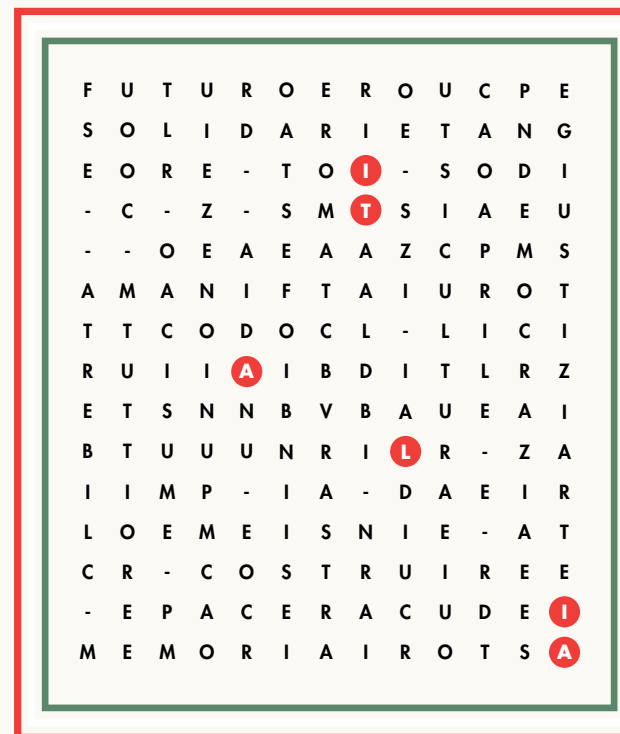 F U T U R O E R O U C P E
S O L I D A R I E T A N G
E O R E - T O I - S O D I
- C - Z - S M T S I A E U
- - O E A E A A Z C P M S
A M A N I F T A I U R O T
T T C O D O C L - L I C I
R U I I A I B D I T L R Z
E T S N N B V B A U E A I
B T U U U N R I L R - Z A
I I M P - I A - D A E I R
L O E M E I S N I E - A T
C R - C O S T R U I R E E
- E P A C E R A C U D E I
M E M O R I A I R O T S A